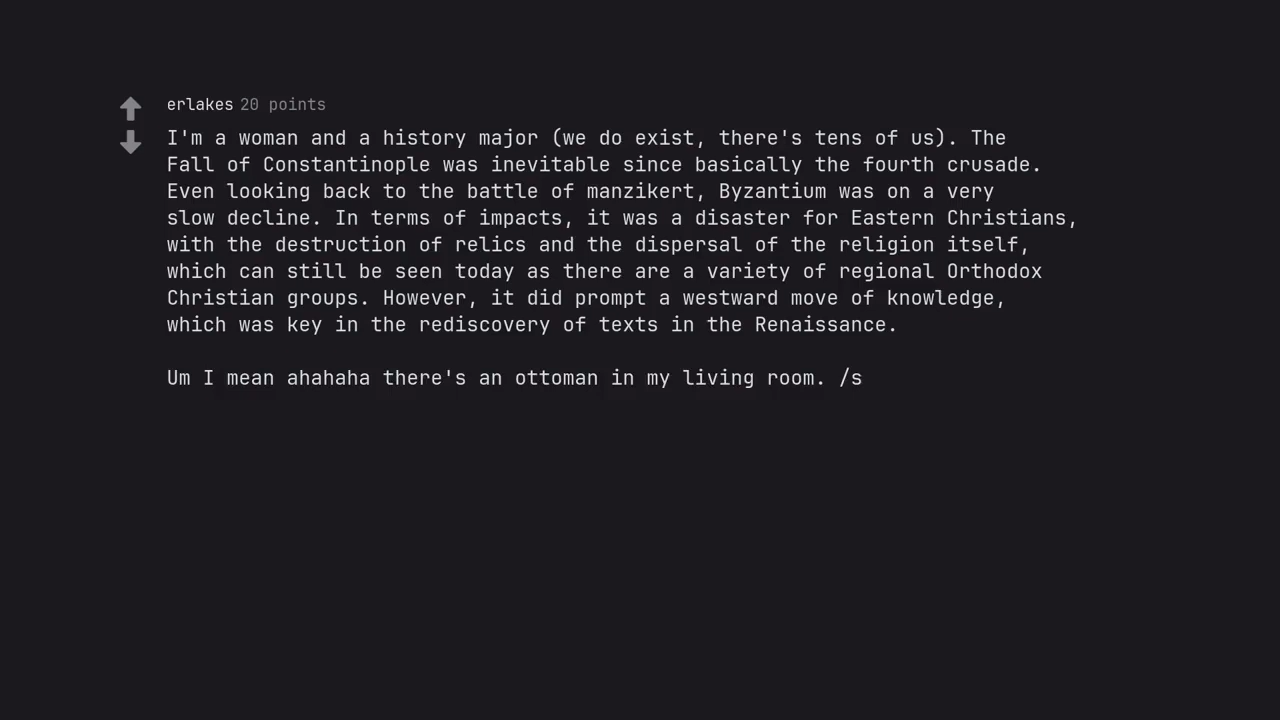 erlakes 20 points
I'm a woman and a history major (we do exist, there's tens of us). The
Fall of Constantinople was inevitable since basically the fourth crusade.
Even looking back to the battle of manzikert, Byzantium was on a very
slow decline. In terms of impacts, it was a disaster for Eastern Christians,
with the destruction of relics and the dispersal of the religion itself,
which can still be seen today as there are a variety of regional Orthodox
Christian groups. However, it did prompt a westward move of knowledge,
which was key in the rediscovery of texts in the Renaissance.
Um I mean ahahaha there's an ottoman in my living room. /s